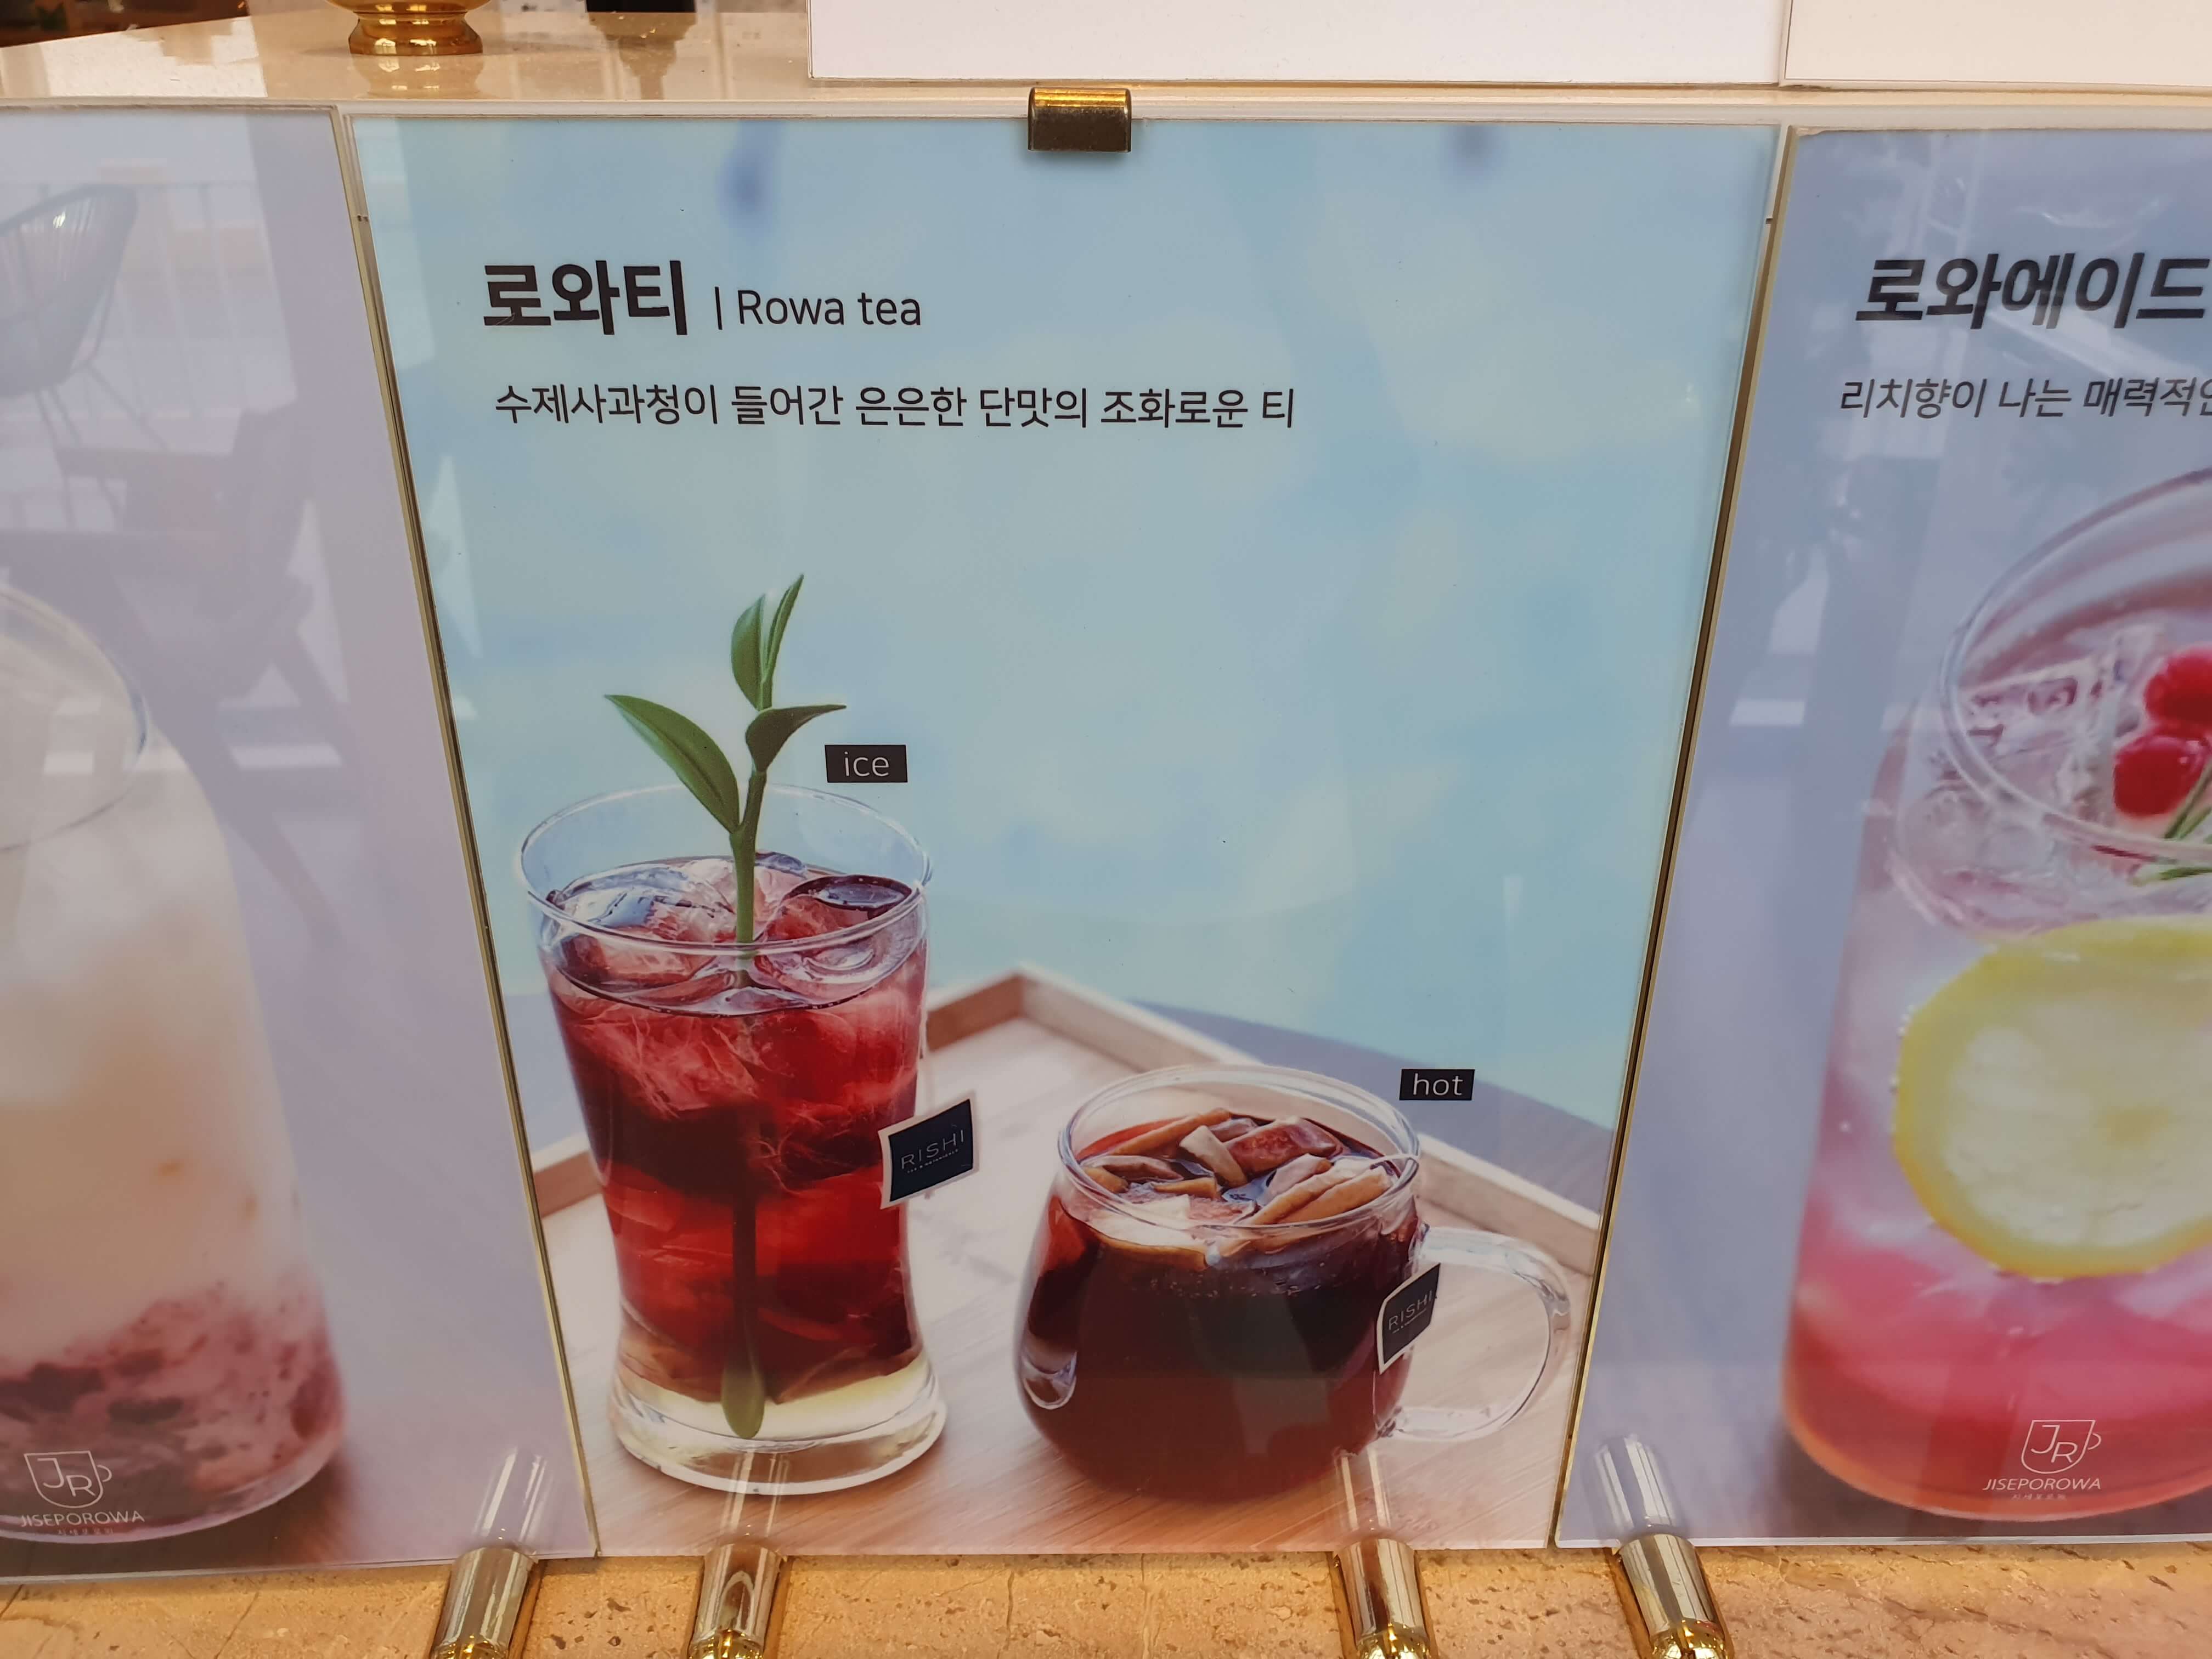 로와티 | Rowa tea
수제사과청이 들어간 은은한 단맛의 조화로운 티
ice
hot
RISHI
RISHI
로와에이드
리치향이 나는 매력적인
JR
JISEPOROWA
JR
JISEPOROWA